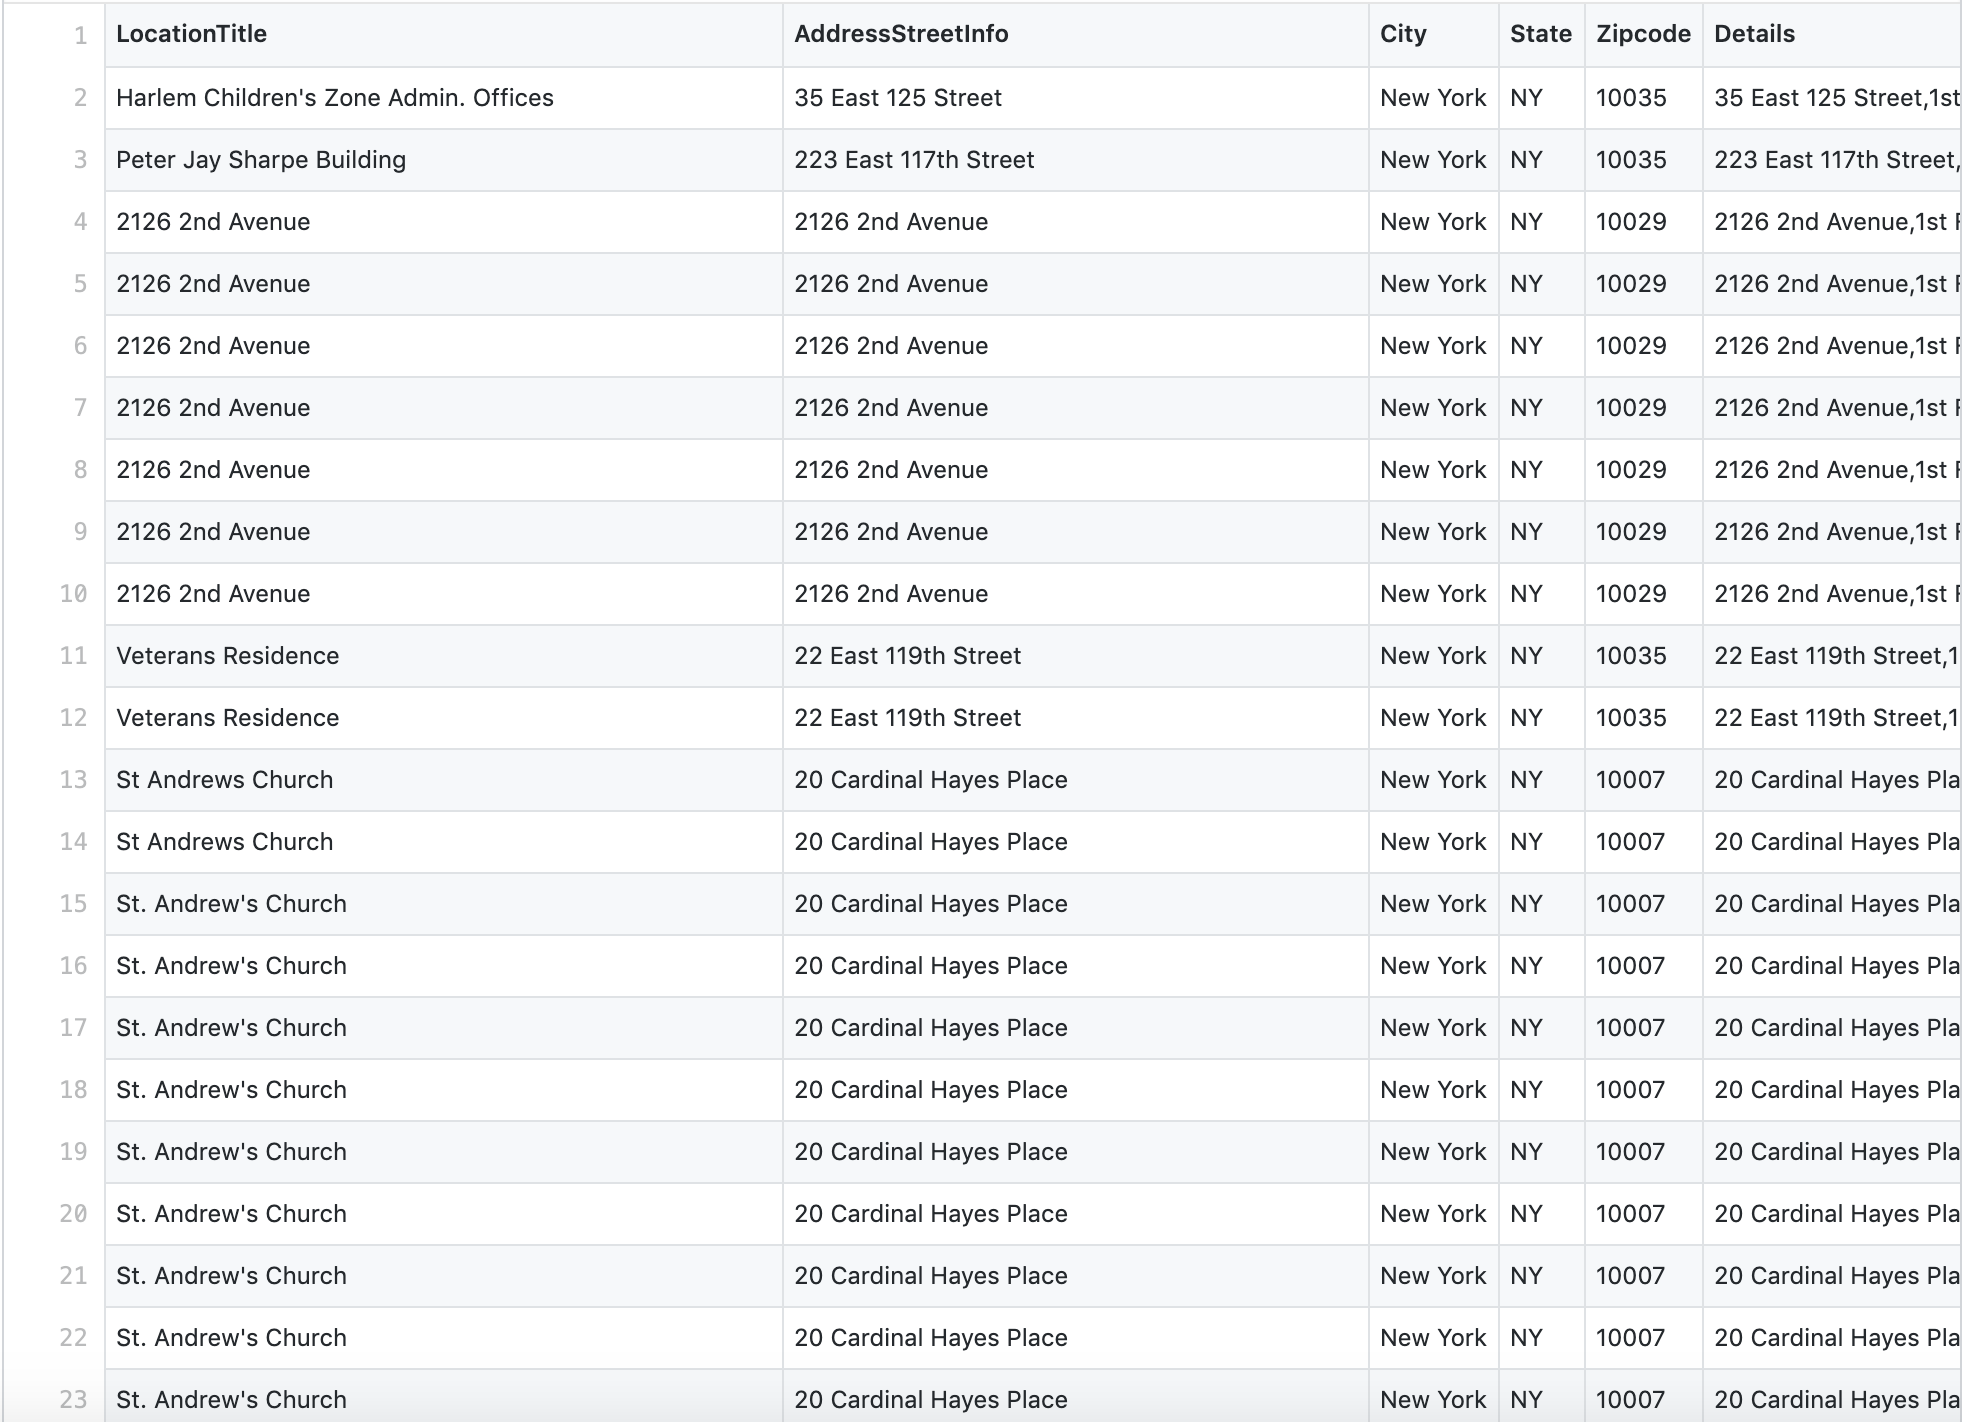 1 LocationTitle AddressStreetInfo City State Zipcode Details
2 Harlem Children's Zone Admin. Offices 35 East 125 Street New York NY 10035 35 East 125 Street,1st
3 Peter Jay Sharpe Building 223 East 117th Street New York NY 10035 223 East 117th Street,
4 2126 2nd Avenue 2126 2nd Avenue New York NY 10029 2126 2nd Avenue,1st
5 2126 2nd Avenue 2126 2nd Avenue New York NY 10029 2126 2nd Avenue,1st
6 2126 2nd Avenue 2126 2nd Avenue New York NY 10029 2126 2nd Avenue,1st
7 2126 2nd Avenue 2126 2nd Avenue New York NY 10029 2126 2nd Avenue,1st
8 2126 2nd Avenue 2126 2nd Avenue New York NY 10029 2126 2nd Avenue,1st
9 2126 2nd Avenue 2126 2nd Avenue New York NY 10029 2126 2nd Avenue,1st
10 2126 2nd Avenue 2126 2nd Avenue New York NY 10029 2126 2nd Avenue,1st
11 Veterans Residence 22 East 119th Street New York NY 10035 22 East 119th Street,1
12 Veterans Residence 22 East 119th Street New York NY 10035 22 East 119th Street,1
13 St Andrews Church 20 Cardinal Hayes Place New York NY 10007 20 Cardinal Hayes Pla
14 St Andrews Church 20 Cardinal Hayes Place New York NY 10007 20 Cardinal Hayes Pla
15 St. Andrew's Church 20 Cardinal Hayes Place New York NY 10007 20 Cardinal Hayes Pla
16 St. Andrew's Church 20 Cardinal Hayes Place New York NY 10007 20 Cardinal Hayes Pla
17 St. Andrew's Church 20 Cardinal Hayes Place New York NY 10007 20 Cardinal Hayes Pla
18 St. Andrew's Church 20 Cardinal Hayes Place New York NY 10007 20 Cardinal Hayes Pla
19 St. Andrew's Church 20 Cardinal Hayes Place New York NY 10007 20 Cardinal Hayes Pla
20 St. Andrew's Church 20 Cardinal Hayes Place New York NY 10007 20 Cardinal Hayes Pla
21 St. Andrew's Church 20 Cardinal Hayes Place New York NY 10007 20 Cardinal Hayes Pla
22 St. Andrew's Church 20 Cardinal Hayes Place New York NY 10007 20 Cardinal Hayes Pla
23 St. Andrew's Church 20 Cardinal Hayes Place New York NY 10007 20 Cardinal Hayes Pla